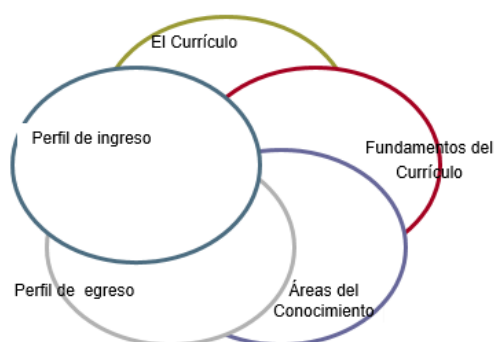 El Currículo
Perfil de ingreso
Fundamentos del
Currículo
Perfil de  egreso
Áreas del
Conocimiento